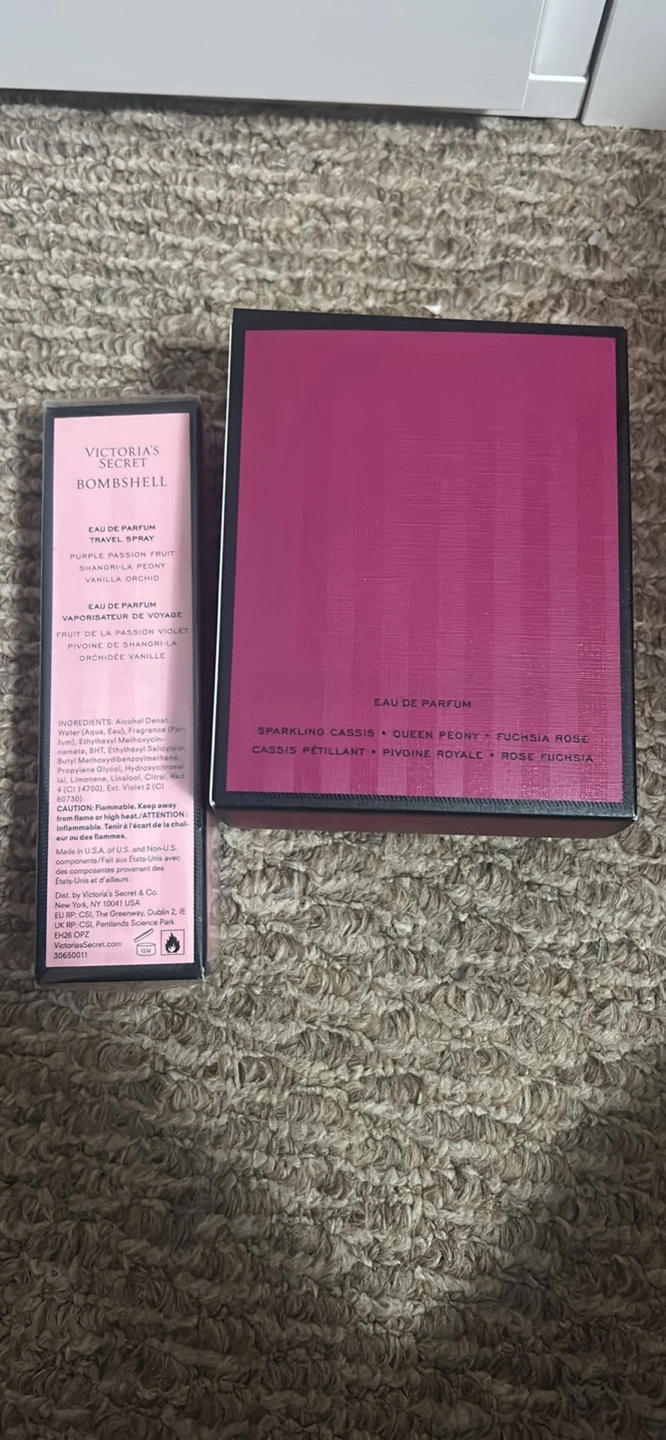 VICTORIA'S
SECRET
BOMBSHELL
EAU DE PARFUM
TRAVEL SPRAY
PURPLE PASSION FRUIT
SHANGRI-LA PEONY
VANILLA ORCHID
EAU DE PARFUM
VAPORISATEUR DE VOYAGE
FRUIT DE LA PASSION VIOLET
PIVOINE DE SHANGRI-LA
ORCHIDÉE VANILLE
INGREDIENTS: Alcohol Denat.,
Water (Aqua, Eau), Fragrance (Par-
fum), Ethylhexyl Methoxycin-
namate, BHT, Ethylhexyl Salicylate,
Butyl Methoxydibenzoylmethane,
Propylene Glycol, Hydroxycitronel-
lal, Limonene, Linalool, Citral, Red
4 (CI 14700), Ext. Violet 2 (CI
60730).
CAUTION: Flammable. Keep away
from flame or high heat./ATTENTION :
Inflammable. Tenir à l'écart de la chal-
eur ou des flammes.
Made in U.S.A. of U.S. and Non-U.S.
components/Fait aux États-Unis avec
des composantes provenant des
États-Unis et d'ailleurs
Dist. by Victoria's Secret & Co.
New York, NY 10041 USA
EU RP: CSI, The Greenway, Dublin 2, IE
UK RP: CSI, Pentlands Science Park
EH26 OPZ
VictoriasSecret.com
30650011
12M
EAU DE PARFUM
SPARKLING CASSIS • QUEEN PEONY • FUCHSIA ROSE
CASSIS PÉTILLANT • PIVOINE ROYALE • ROSE FUCHSIA